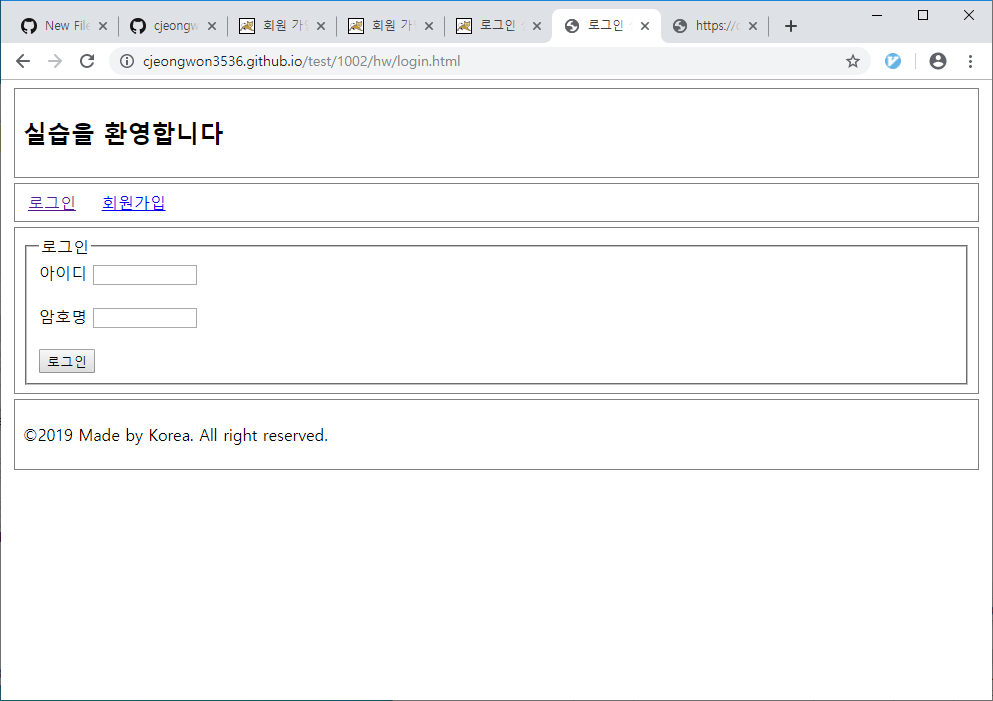 New File
cjeongw
회원 가
회원 가
로그인
로그인
https://c
cjeongwon3536.github.io/test/1002/hw/login.html
실습을 환영합니다
로그인 회원가입
로그인
아이디
암호명
로그인
©2019 Made by Korea. All right reserved.